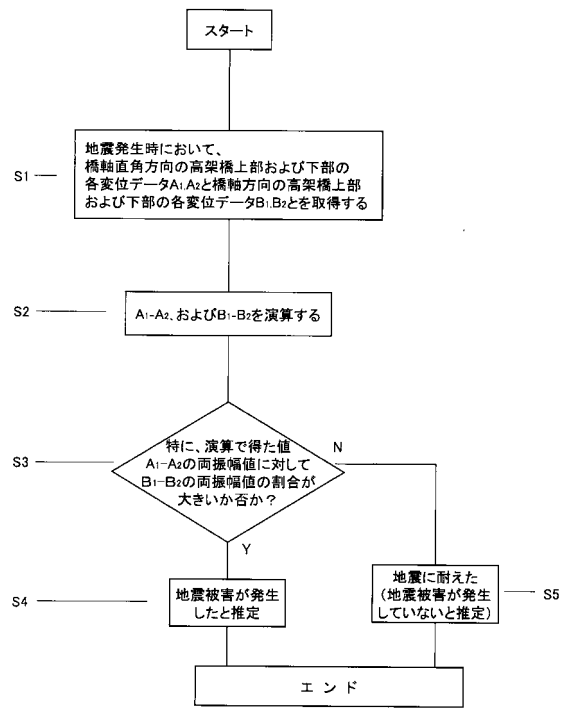 スタート
S1
地震発生時において、
橋軸直角方向の高架橋上部および下部の
各変位データA1,A2と橋軸方向の高架橋上部
および下部の各変位データB1,B2とを取得する
S2
A1-A2、およびB1-B2を演算する
S3
特に、演算で得た値
A1-A2の両振幅値に対して
B1-B2の両振幅値の割合が
大きいか否か?
N
Y
S4
地震被害が発生
したと推定
地震に耐えた
(地震被害が発生
していないと推定)
S5
エンド